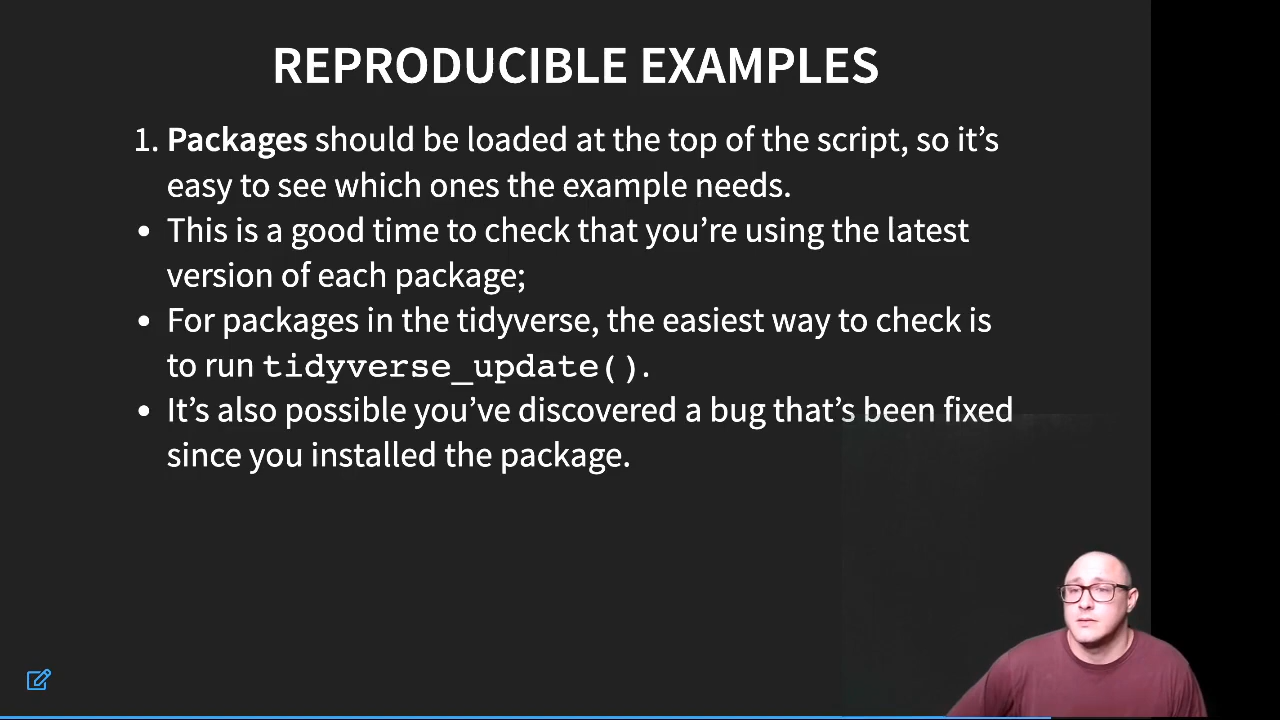 REPRODUCIBLE EXAMPLES
1. Packages should be loaded at the top of the script, so it’s
easy to see which ones the example needs.
• This is a good time to check that you’re using the latest
version of each package;
• For packages in the tidyverse, the easiest way to check is
to run tidyverse_update().
• It’s also possible you’ve discovered a bug that’s been fixed
since you installed the package.